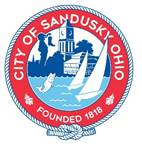 CITY OF SANDUSKY OHIO
FOUNDED 1818